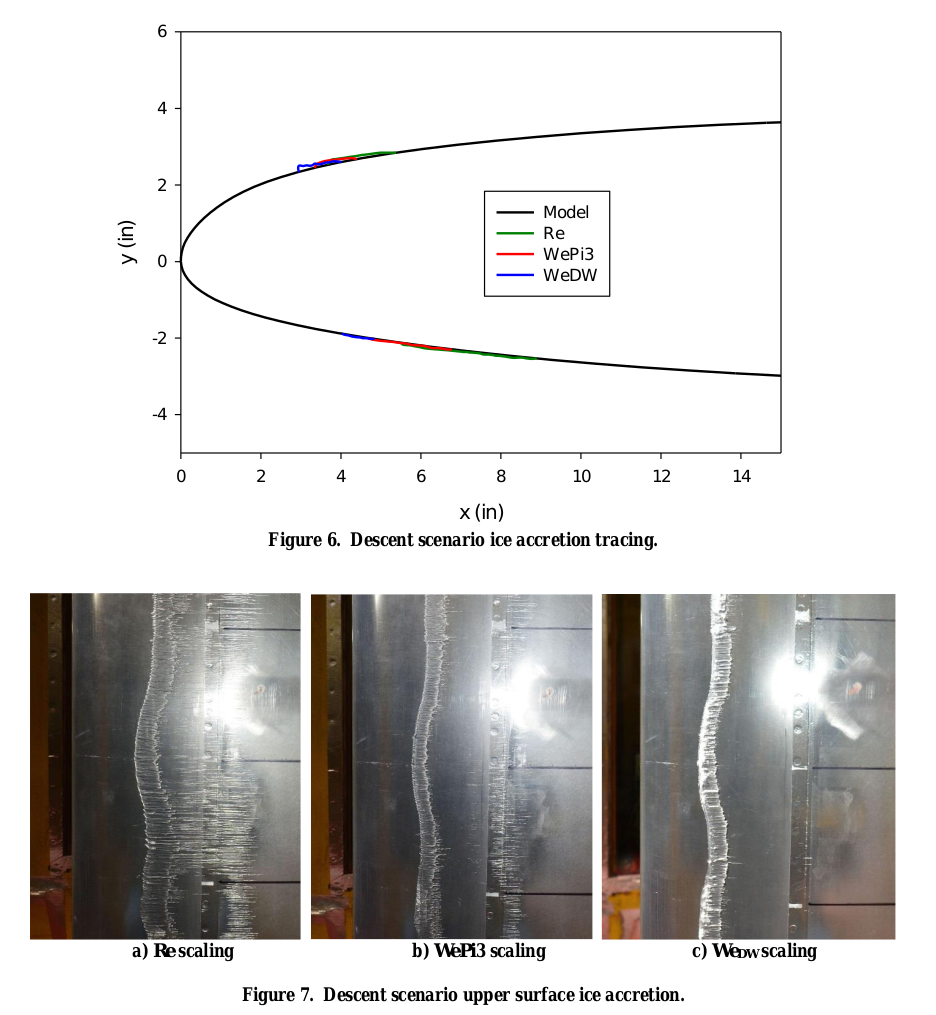 6
4
2
0
-2
-4
y (in)
Model
Re
WePi3
WeDW
0 2 4 6 8 10 12 14
x (in)
Figure 6. Descent scenario ice accretion tracing.
a) Re scaling
b) WePi3 scaling
c) WeDW scaling
Figure 7. Descent scenario upper surface ice accretion.